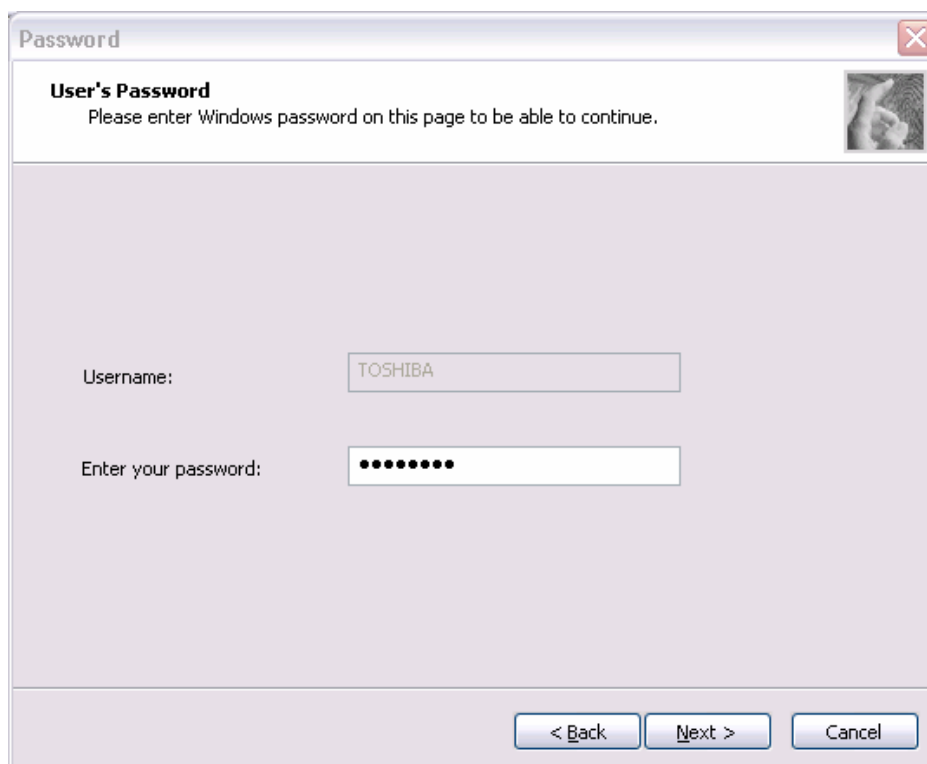 Password
User's Password
Please enter Windows password on this page to be able to continue.
Username:
TOSHIBA
Enter your password:
●●●●●●●●
< Back
Next >
Cancel